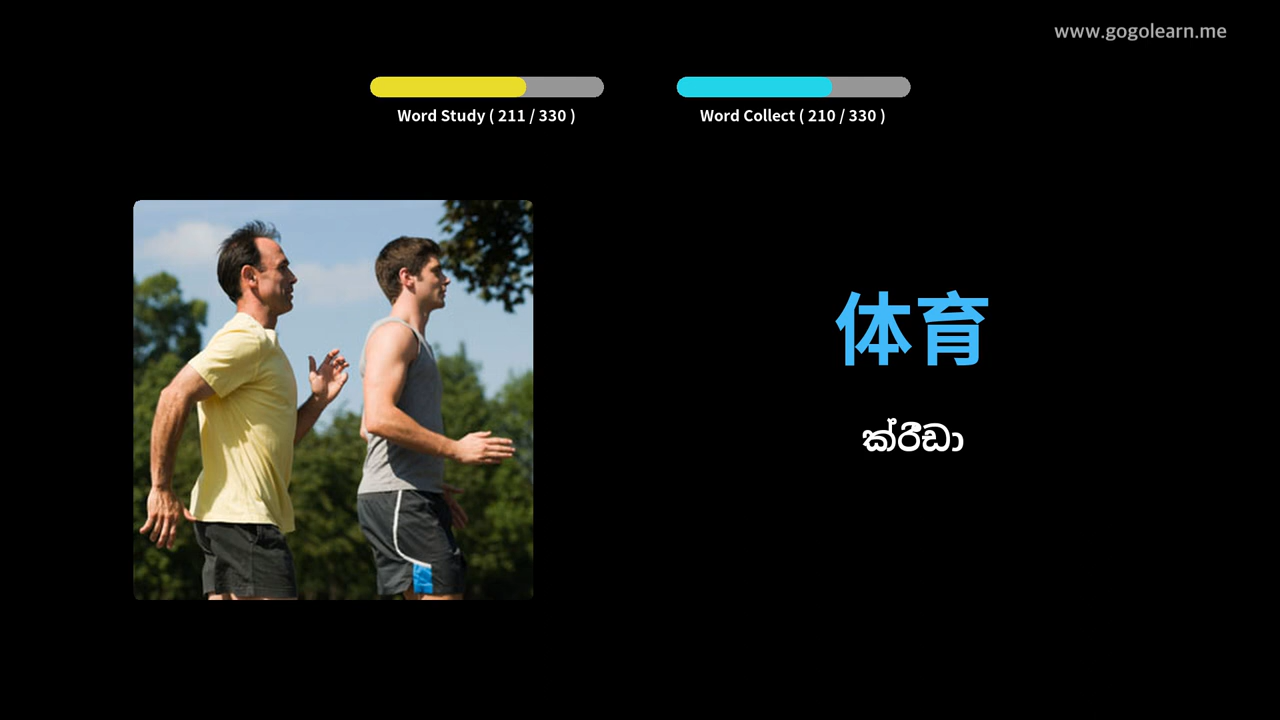 www.gogolearn.me
Word Study ( 211 / 330 )
Word Collect ( 210 / 330 )
体育
ක්රීඩා